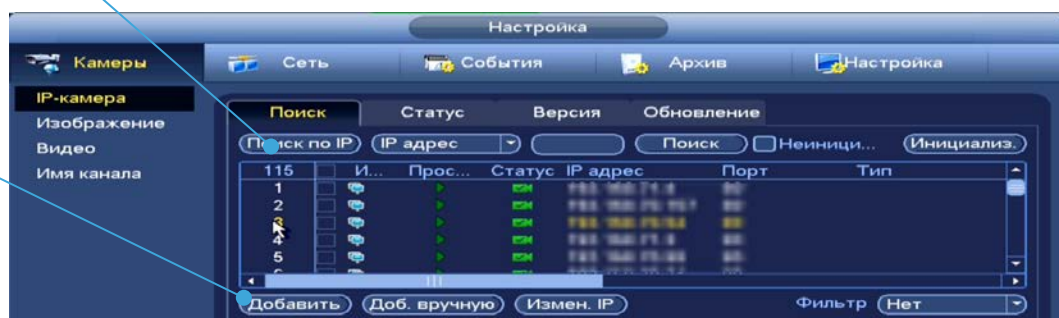 Настройка
Камеры Сеть События Архив Настройка
IP-камера
Изображение
Видео
Имя канала
Поиск Статус Версия Обновление
Поиск по IP IP адрес Поиск Неиници... Инициализ.
115 И... Прос... Статус IP адрес Порт Тип
1
2
3
4
5
Добавить Доб. вручную Измен. IP Фильтр Нет